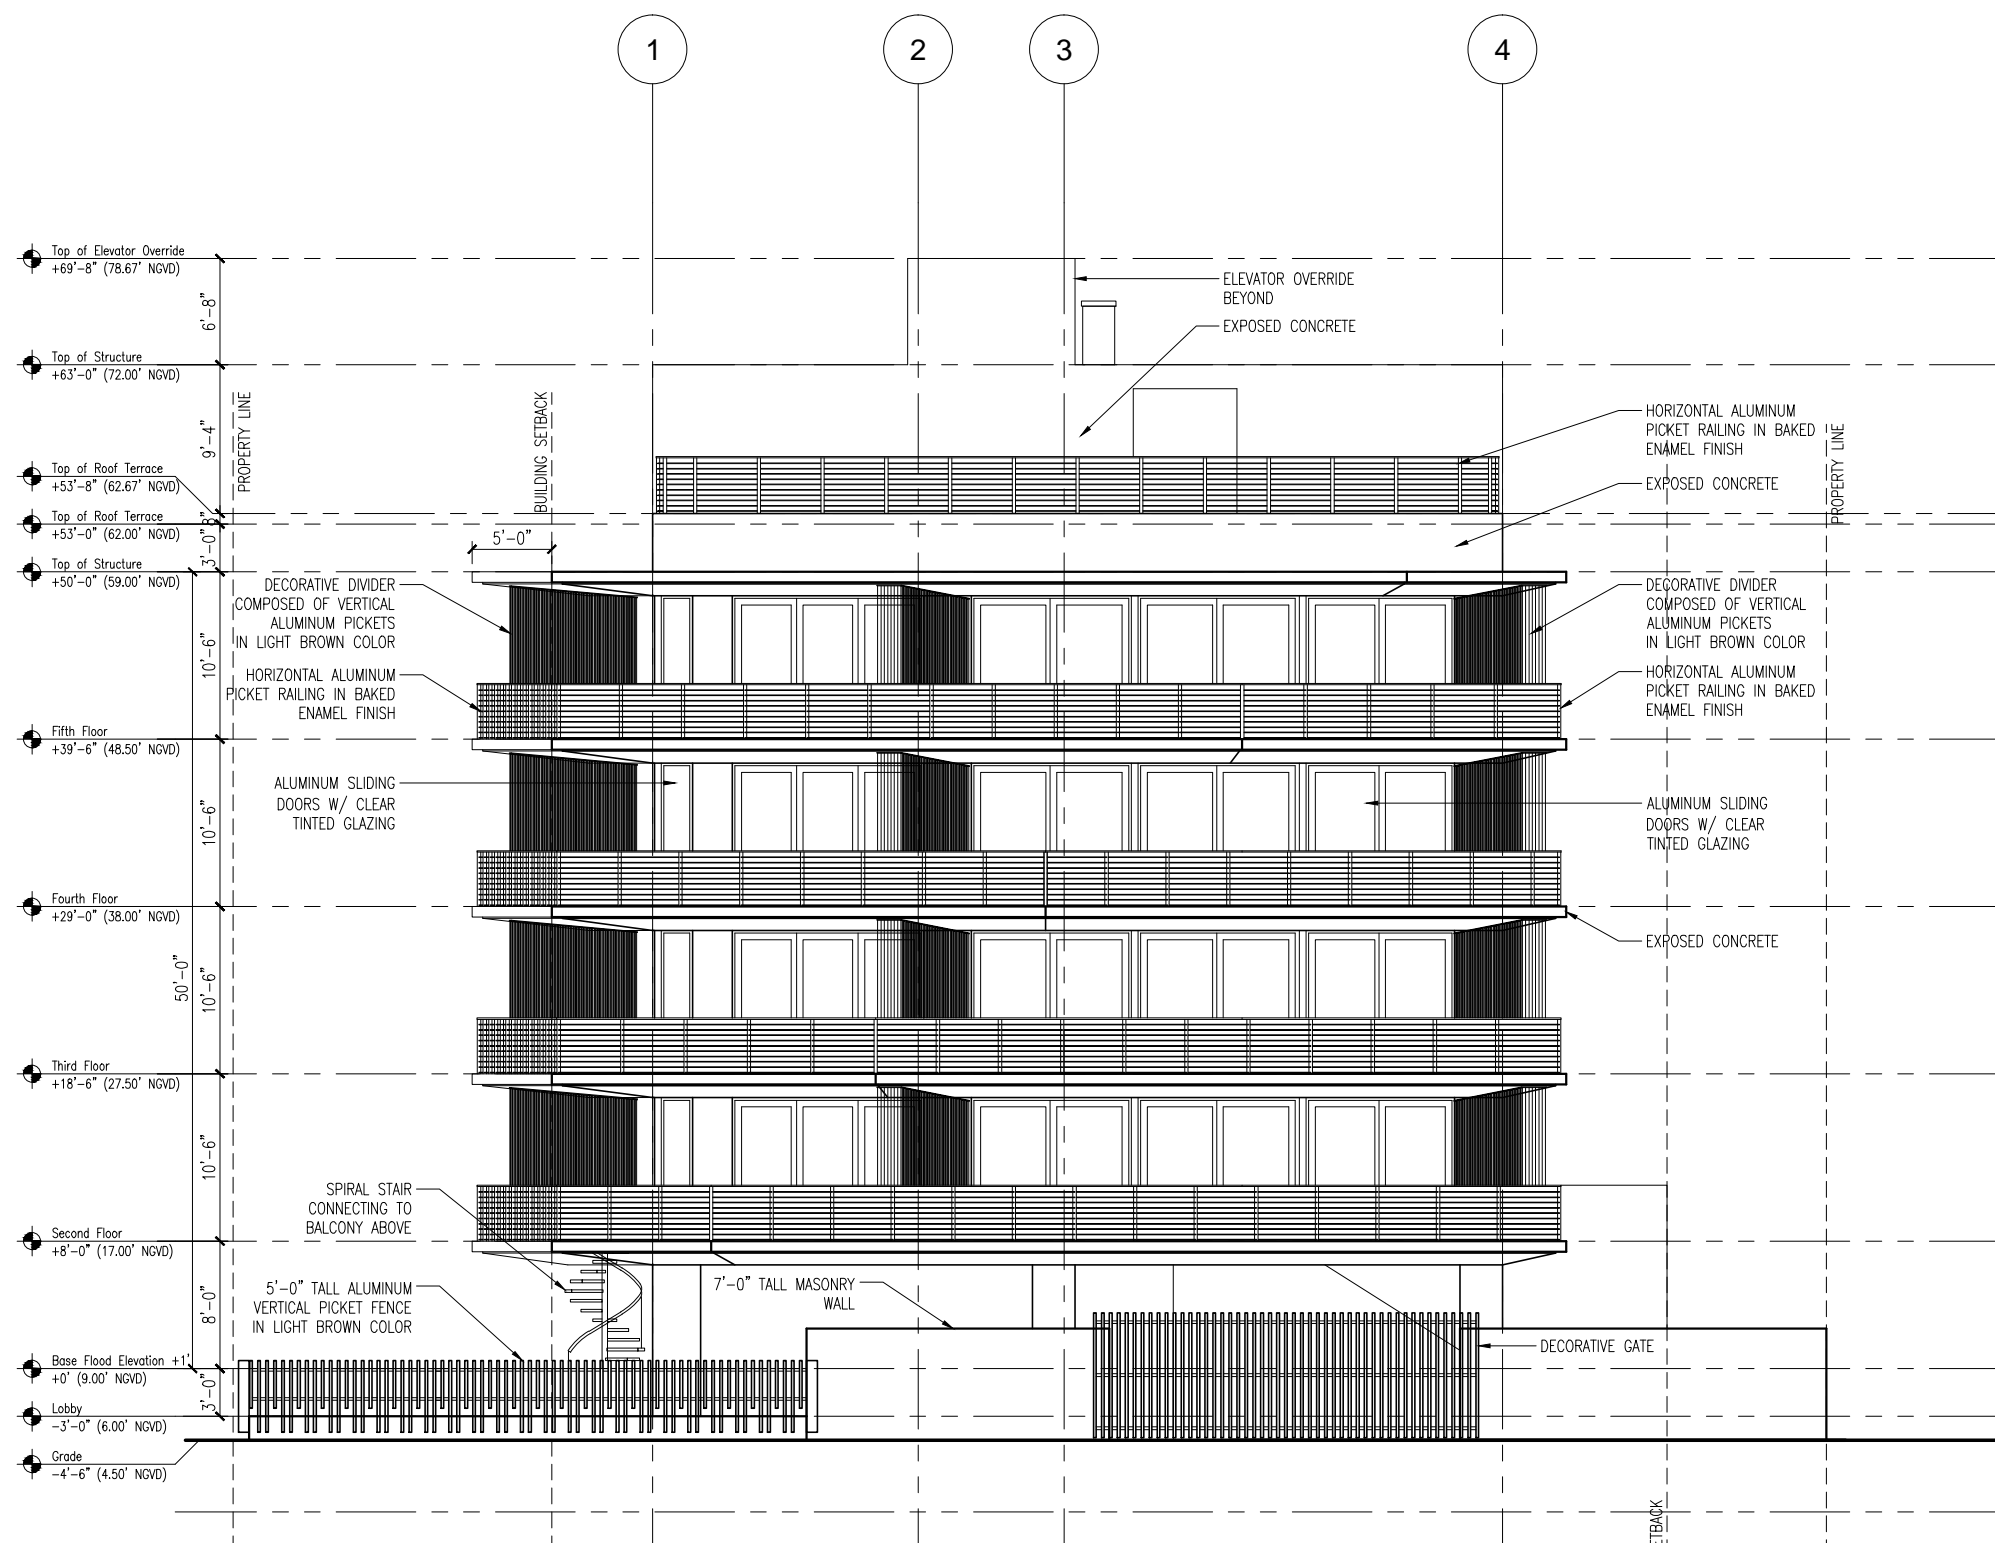 1
2
3
4
Top of Elevator Override
+69'-8" (78.67' NGVD)
6'-8"
ELEVATOR OVERRIDE
BEYOND
EXPOSED CONCRETE
Top of Structure
+63'-0" (72.00' NGVD)
9'-4"
PROPERTY LINE
BUILDING SETBACK
HORIZONTAL ALUMINUM
PICKET RAILING IN BAKED
ENAMEL FINISH
PROPERTY LINE
Top of Roof Terrace
+53'-8" (62.67' NGVD)
EXPOSED CONCRETE
8"
Top of Roof Terrace
+53'-0" (62.00' NGVD)
3'-0"
5'-0"
Top of Structure
+50'-0" (59.00' NGVD)
DECORATIVE DIVIDER
COMPOSED OF VERTICAL
ALUMINUM PICKETS
IN LIGHT BROWN COLOR
DECORATIVE DIVIDER
COMPOSED OF VERTICAL
ALUMINUM PICKETS
IN LIGHT BROWN COLOR
10'-6"
HORIZONTAL ALUMINUM
PICKET RAILING IN BAKED
ENAMEL FINISH
HORIZONTAL ALUMINUM
PICKET RAILING IN BAKED
ENAMEL FINISH
Fifth Floor
+39'-6" (48.50' NGVD)
ALUMINUM SLIDING
DOORS W/ CLEAR
TINTED GLAZING
ALUMINUM SLIDING
DOORS W/ CLEAR
TINTED GLAZING
10'-6"
Fourth Floor
+29'-0" (38.00' NGVD)
EXPOSED CONCRETE
50'-0"
10'-6"
Third Floor
+18'-6" (27.50' NGVD)
10'-6"
SPIRAL STAIR
CONNECTING TO
BALCONY ABOVE
Second Floor
+8'-0" (17.00' NGVD)
8'-0"
5'-0" TALL ALUMINUM
VERTICAL PICKET FENCE
IN LIGHT BROWN COLOR
7'-0" TALL MASONRY
WALL
DECORATIVE GATE
Base Flood Elevation +1'
+0' (9.00' NGVD)
3'-0"
Lobby
-3'-0" (6.00' NGVD)
Grade
-4'-6" (4.50' NGVD)
ETBACK